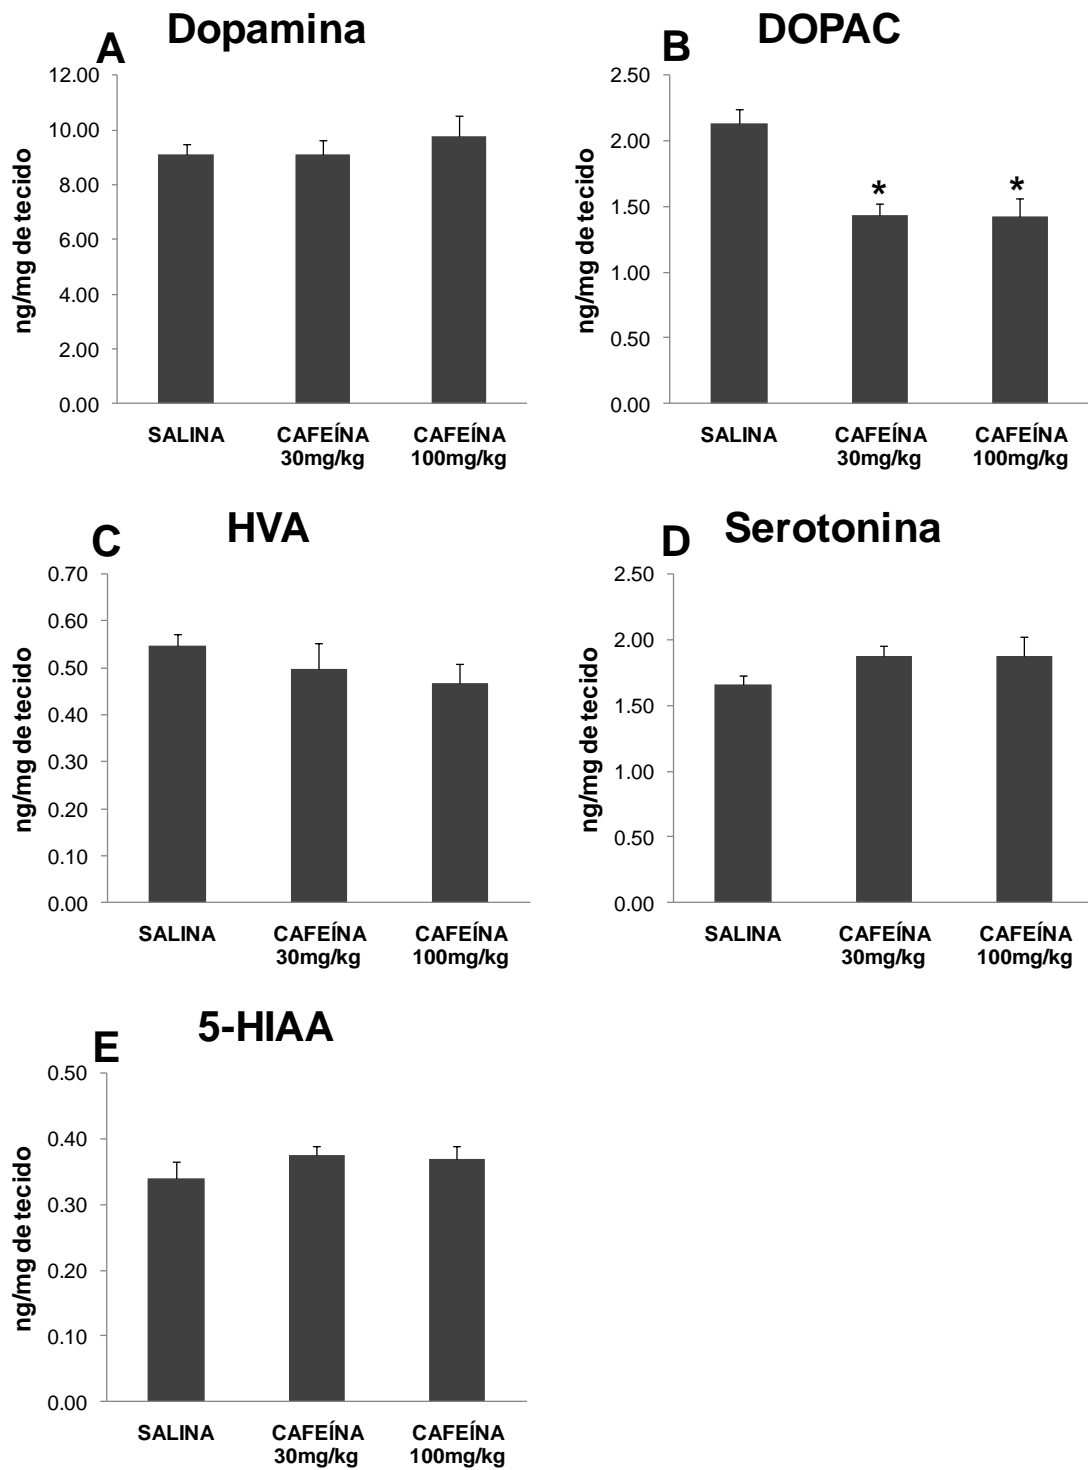 A Dopamina
ng/mg de tecido
12.00
10.00
8.00
6.00
4.00
2.00
0.00
SALINA CAFEÍNA CAFEÍNA
30mg/kg 100mg/kg
B DOPAC
ng/mg de tecido
2.50
2.00
1.50
1.00
0.50
0.00
* *
SALINA CAFEÍNA CAFEÍNA
30mg/kg 100mg/kg
C HVA
ng/mg de tecido
0.70
0.60
0.50
0.40
0.30
0.20
0.10
0.00
SALINA CAFEÍNA CAFEÍNA
30mg/kg 100mg/kg
D Serotonina
ng/mg de tecido
2.50
2.00
1.50
1.00
0.50
0.00
SALINA CAFEÍNA CAFEÍNA
30mg/kg 100mg/kg
E 5-HIAA
ng/mg de tecido
0.50
0.40
0.30
0.20
0.10
0.00
SALINA CAFEÍNA CAFEÍNA
30mg/kg 100mg/kg